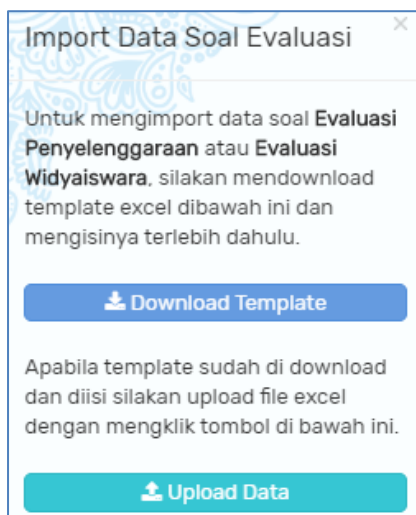 Import Data Soal Evaluasi
Untuk mengimport data soal Evaluasi
Penyelenggaraan atau Evaluasi
Widyaiswara, silakan mendownload
template excel dibawah ini dan
mengisinya terlebih dahulu.
Download Template
Apabila template sudah di download
dan diisi silakan upload file excel
dengan mengklik tombol di bawah ini.
Upload Data